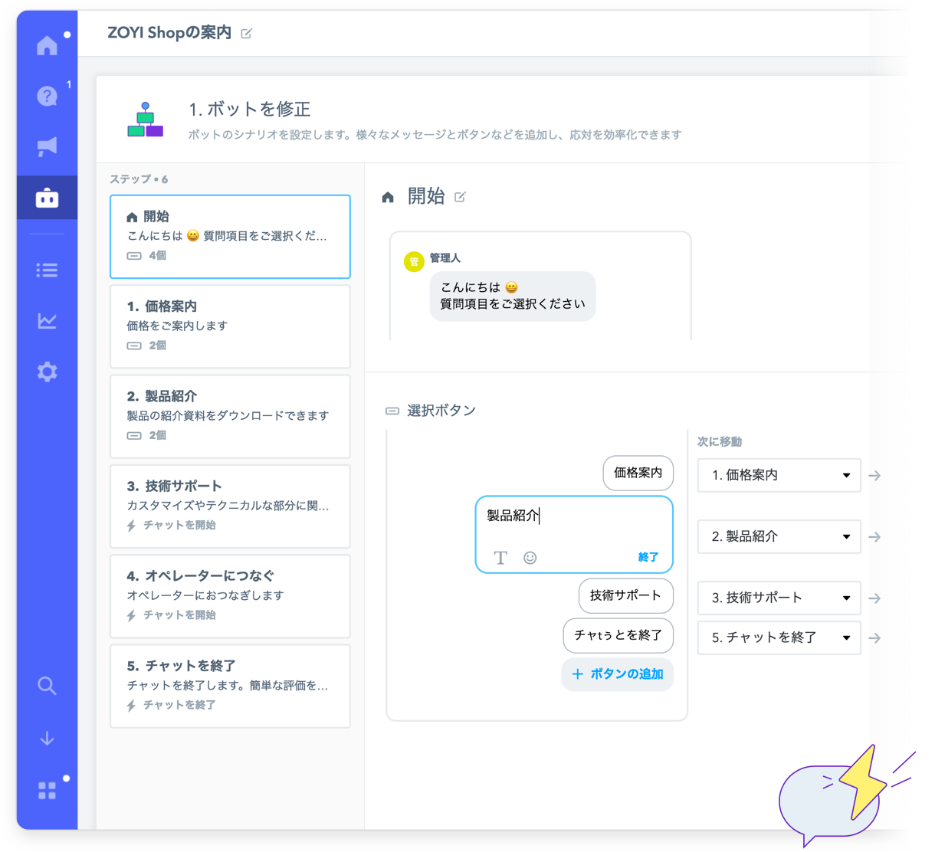 ZOYI Shopの案内
1
1. ボットを修正
ボットのシナリオを設定します。様々なメッセージとボタンなどを追加し、応対を効率化できます
ステップ • 6
開始
こんにちは 😄 質問項目をご選択くだ...
4個
1. 価格案内
価格をご案内します
2個
2. 製品紹介
製品の紹介資料をダウンロードできます
2個
3. 技術サポート
カスタマイズやテクニカルな部分に関...
チャットを開始
4. オペレーターにつなぐ
オペレーターにおつなぎします
チャットを開始
5. チャットを終了
チャットを終了します。簡単な評価を...
チャットを終了
開始
管
管理人
こんにちは 😄
質問項目をご選択ください
選択ボタン
次に移動
価格案内
1. 価格案内
製品紹介
T
終了
2. 製品紹介
技術サポート
3. 技術サポート
チャtぅとを終了
5. チャットを終了
+ ボタンの追加